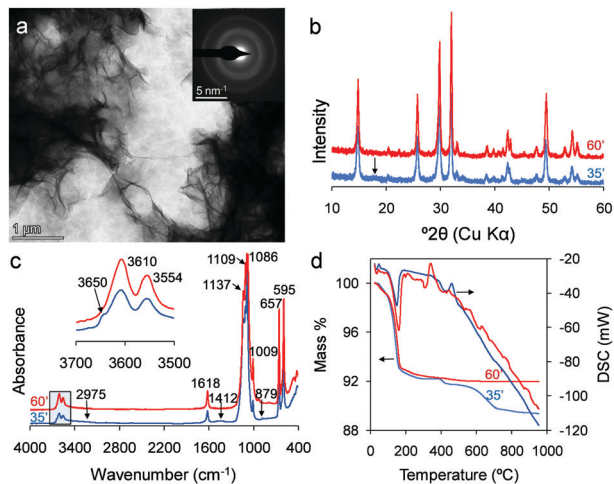 a
5 nm-1
1 µm
b
Intensity
60'
35'
10 20 30 40 50 60
º2θ (Cu Kα)
c
Absorbance
3650
3610
3554
3700 3600 3500
1109
1086
1137
595
657
1009
60'
2975
1618
1412
879
35'
4000 3400 2800 2200 1600 1000 400
Wavenumber (cm-1)
d
Mass %
100
96
92
88
60'
35'
-20
-40
-60
-80
-100
-120
DSC (mW)
0 200 400 600 800 1000
Temperature (ºC)